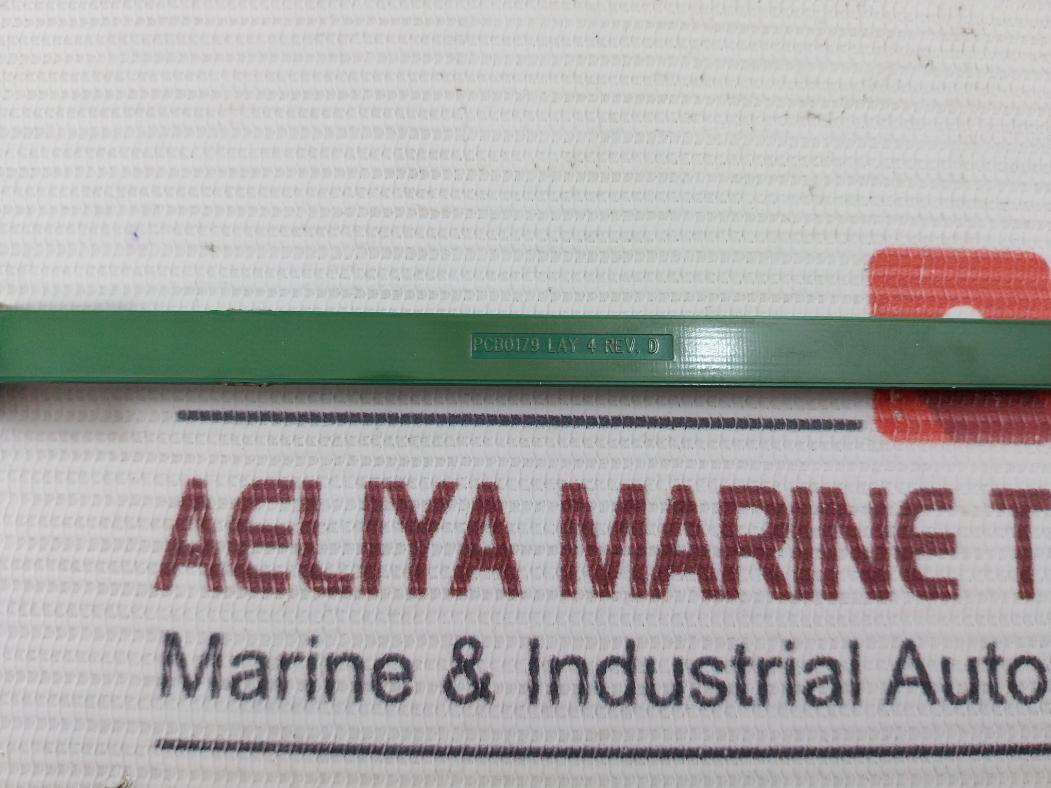 PCB0179 LAY 4 REV. D
AELIYA MARINE T
Marine & Industrial Auto